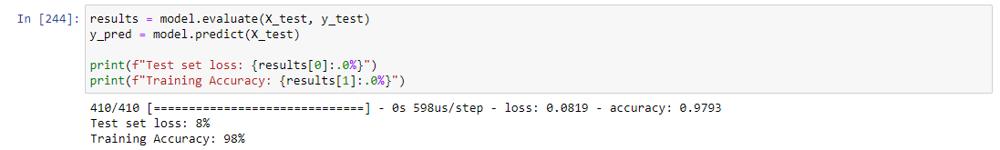 In [244]: results = model.evaluate(X_test, y_test)
y_pred = model.predict(X_test)
print(f"Test set loss: {results[0]:.0%}")
print(f"Training Accuracy: {results[1]:.0%}")
410/410 [==============================] - 0s 598us/step - loss: 0.0819 - accuracy: 0.9793
Test set loss: 8%
Training Accuracy: 98%